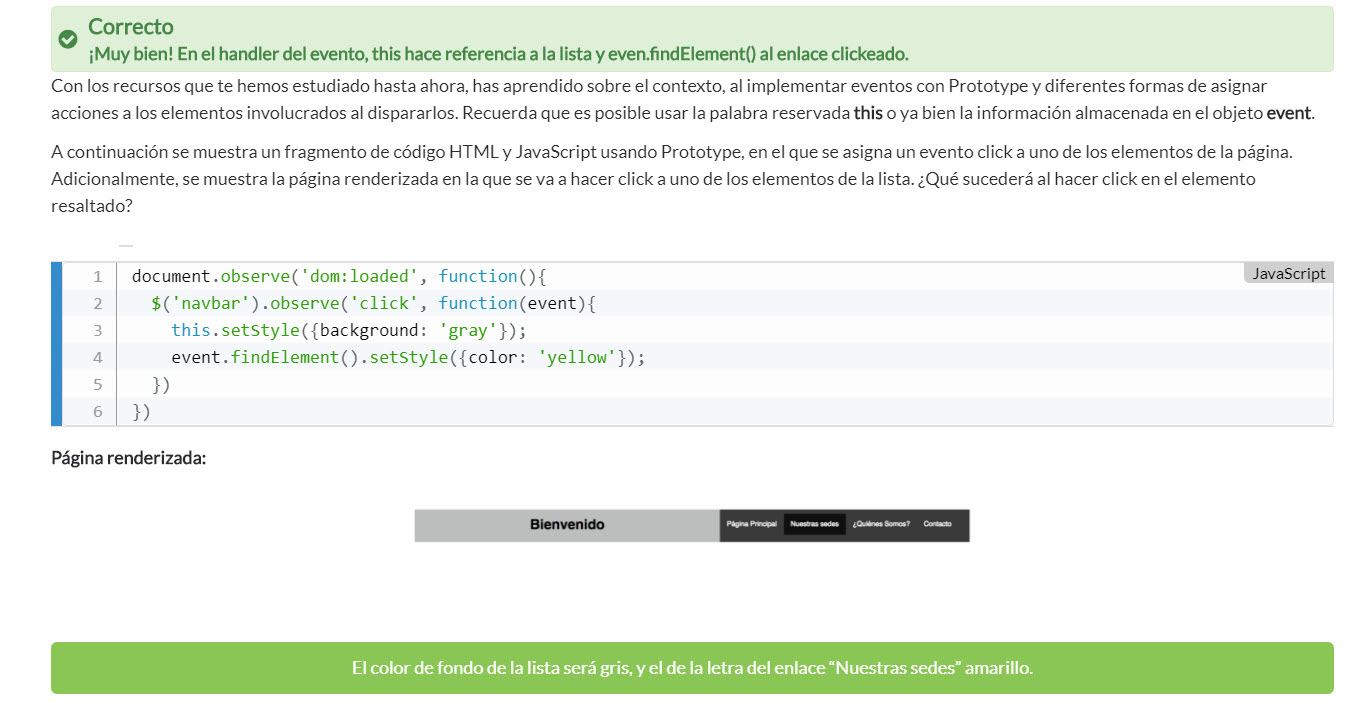 Correcto
¡Muy bien! En el handler del evento, this hace referencia a la lista y even.findElement() al enlace clickeado.
Con los recursos que te hemos estudiado hasta ahora, has aprendido sobre el contexto, al implementar eventos con Prototype y diferentes formas de asignar
acciones a los elementos involucrados al dispararlos. Recuerda que es posible usar la palabra reservada this o ya bien la información almacenada en el objeto event.
A continuación se muestra un fragmento de código HTML y JavaScript usando Prototype, en el que se asigna un evento click a uno de los elementos de la página.
Adicionalmente, se muestra la página renderizada en la que se va a hacer click a uno de los elementos de la lista. ¿Qué sucederá al hacer click en el elemento
resaltado?
JavaScript
1 document.observe('dom:loaded', function(){
2 $('navbar').observe('click', function(event){
3 this.setStyle({background: 'gray'});
4 event.findElement().setStyle({color: 'yellow'});
5 })
6 })
Página renderizada:
Bienvenido Página Principal Nuestras sedes ¿Quiénes Somos? Contacto
El color de fondo de la lista será gris, y el de la letra del enlace “Nuestras sedes” amarillo.